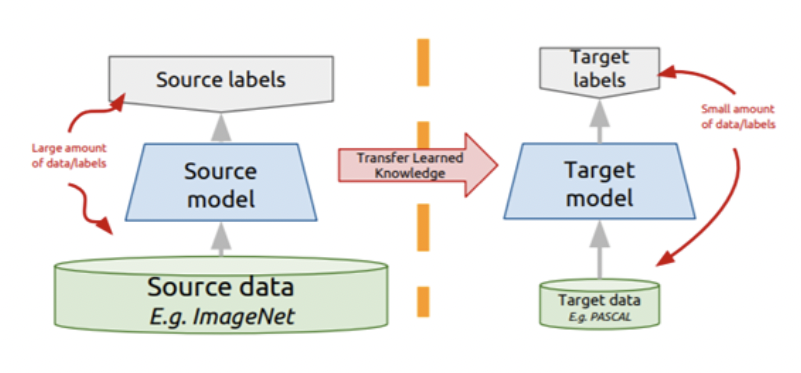 Source labels
Large amount
of data/labels
Source
model
Source data
E.g. ImageNet
Transfer Learned
Knowledge
Target
labels
Small amount
of data/labels
Target
model
Target data
E.g. PASCAL